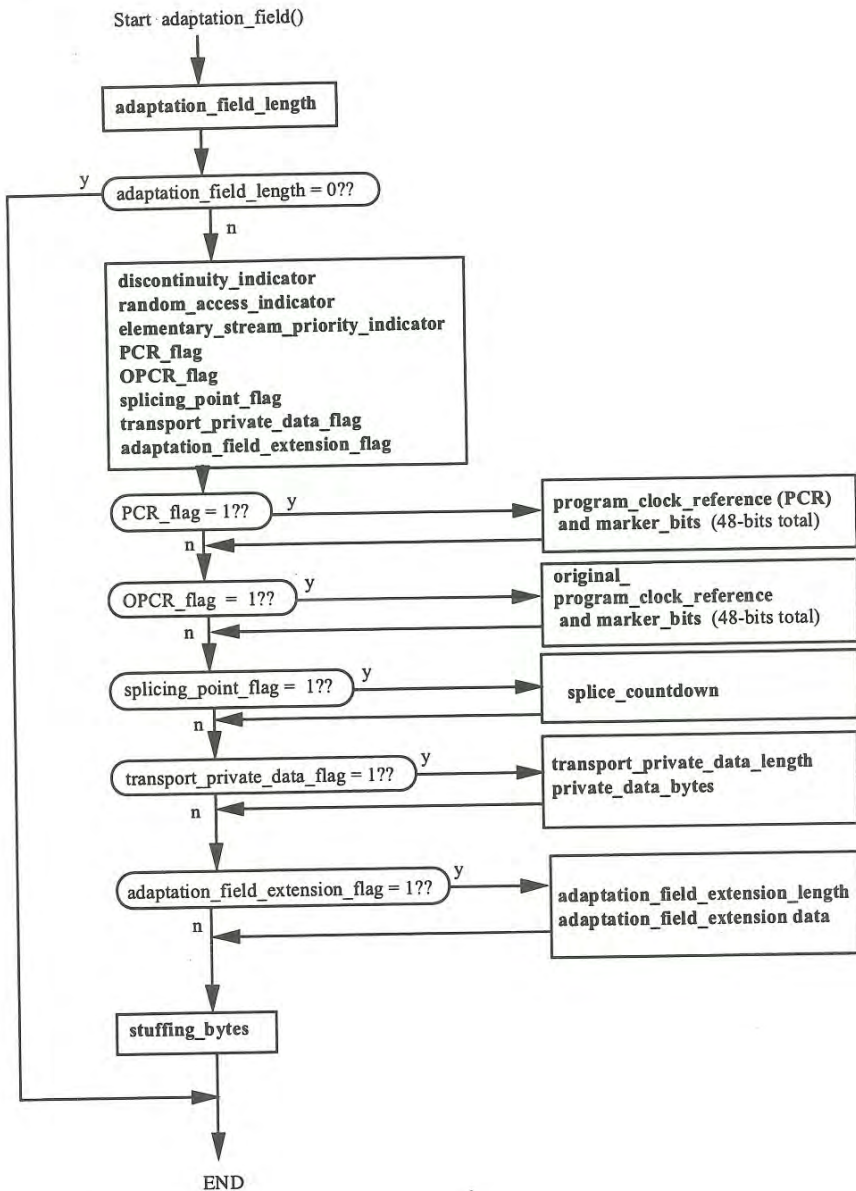 Start adaptation_field()
adaptation_field_length
y
adaptation_field_length = 0??
n
discontinuity_indicator
random_access_indicator
elementary_stream_priority_indicator
PCR_flag
OPCR_flag
splicing_point_flag
transport_private_data_flag
adaptation_field_extension_flag
PCR_flag = 1??
y
program_clock_reference (PCR)
and marker_bits (48-bits total)
n
OPCR_flag = 1??
y
original_
program_clock_reference
and marker_bits (48-bits total)
n
splicing_point_flag = 1??
y
splice_countdown
n
transport_private_data_flag = 1??
y
transport_private_data_length
private_data_bytes
n
adaptation_field_extension_flag = 1??
y
adaptation_field_extension_length
adaptation_field_extension data
n
stuffing_bytes
END